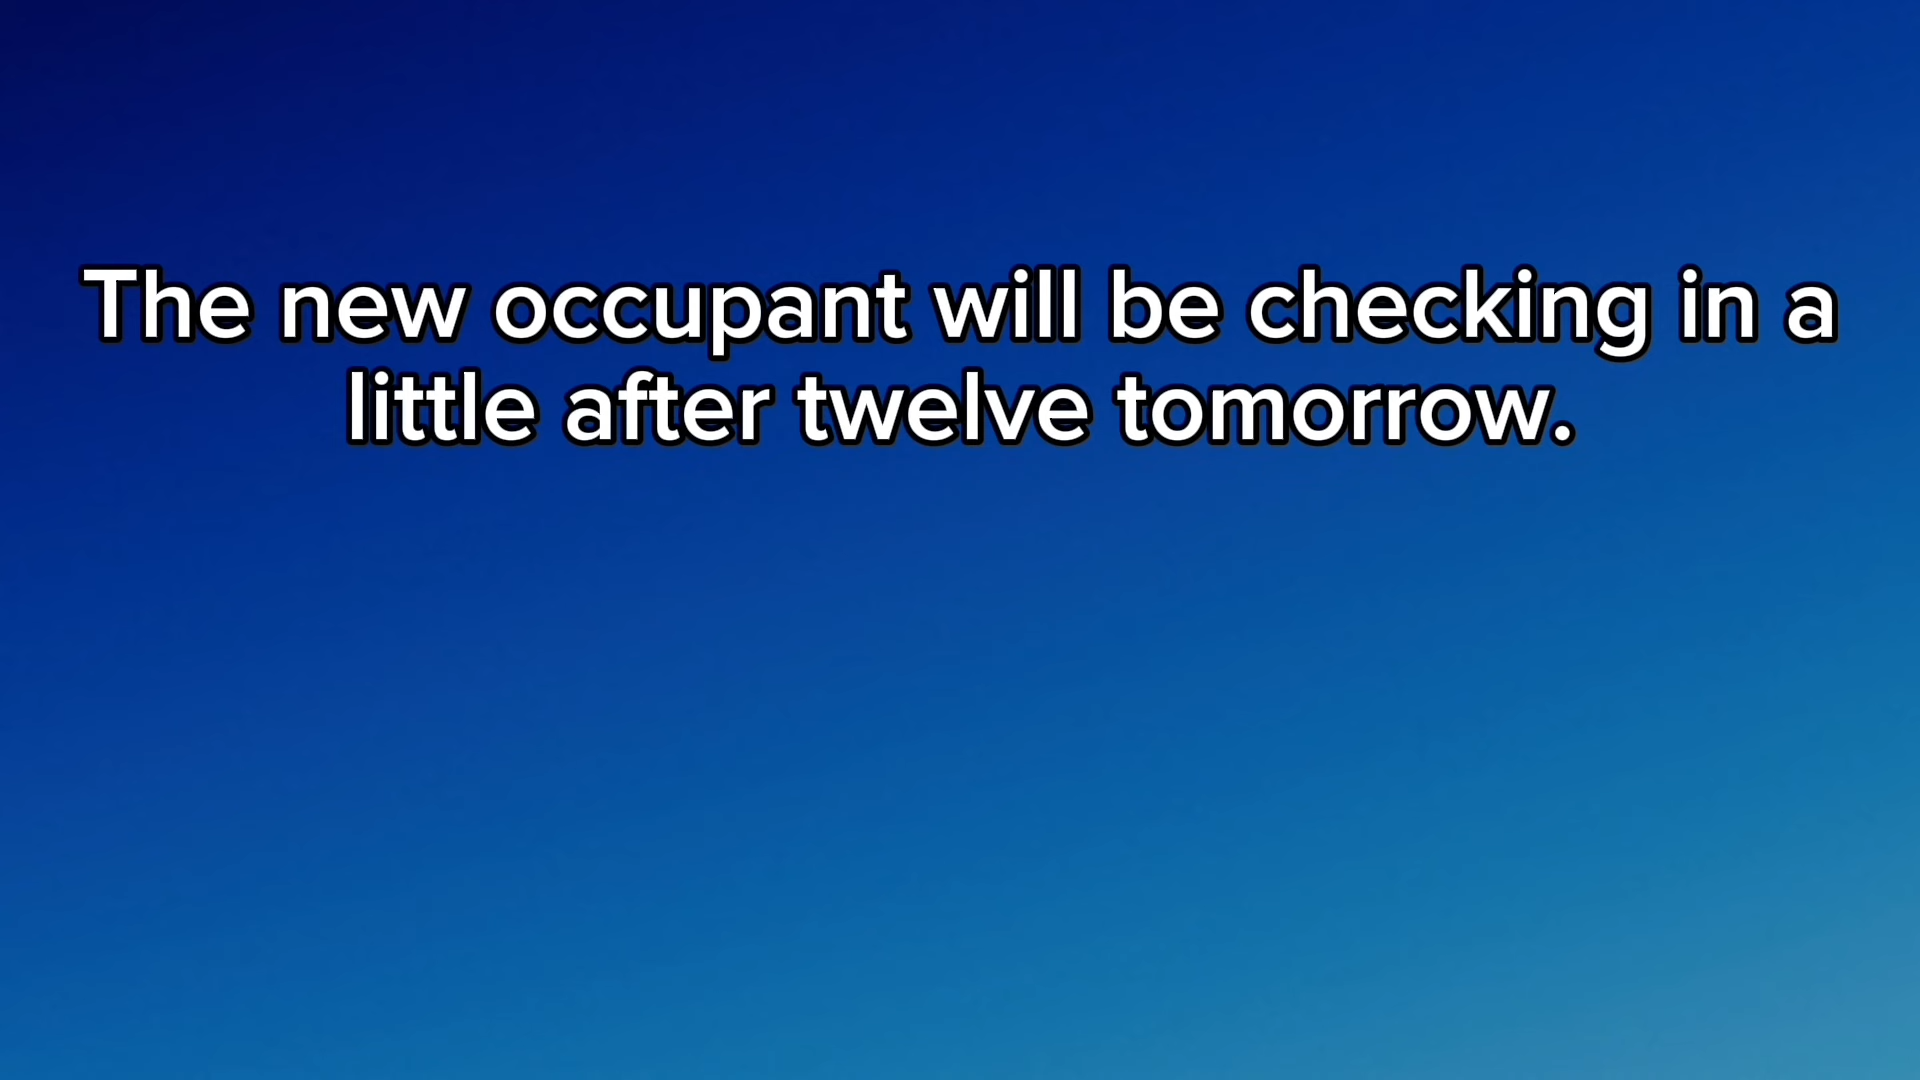 The new occupant will be checking in a
little after twelve tomorrow.